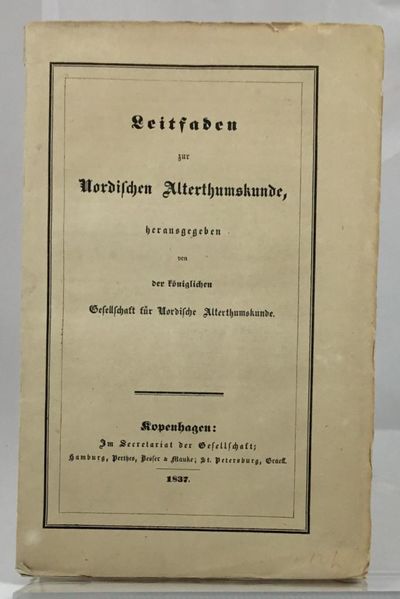 Leitfaden
zur
Nordischen Alterthumskunde,
herausgegeben
von
der königlichen
Gesellschaft für Nordische Alterthumskunde.
Kopenhagen:
Im Secretariat der Gesellschaft;
Hamburg, Perthes, Besser & Mauke; St. Petersburg, Graeff.
1837.